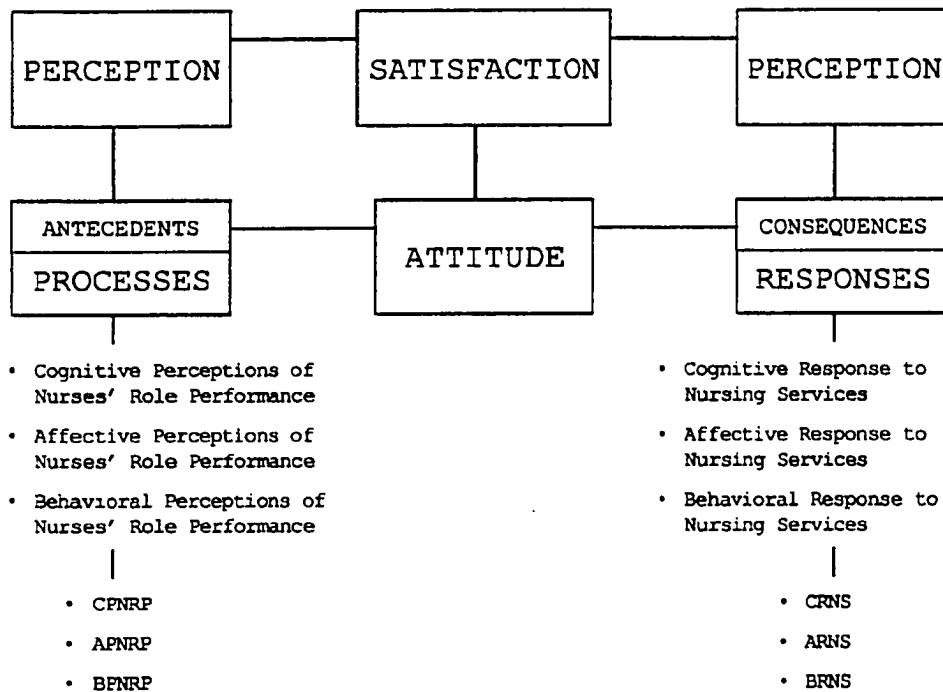 PERCEPTION
SATISFACTION
PERCEPTION
ANTECEDENTS
PROCESSES
ATTITUDE
CONSEQUENCES
RESPONSES
• Cognitive Perceptions of
Nurses' Role Performance
• Affective Perceptions of
Nurses' Role Performance
• Behavioral Perceptions of
Nurses' Role Performance
• CPNRP
• APNRP
• BPNRP
• Cognitive Response to
Nursing Services
• Affective Response to
Nursing Services
• Behavioral Response to
Nursing Services
• CRNS
• ARNS
• BRNS